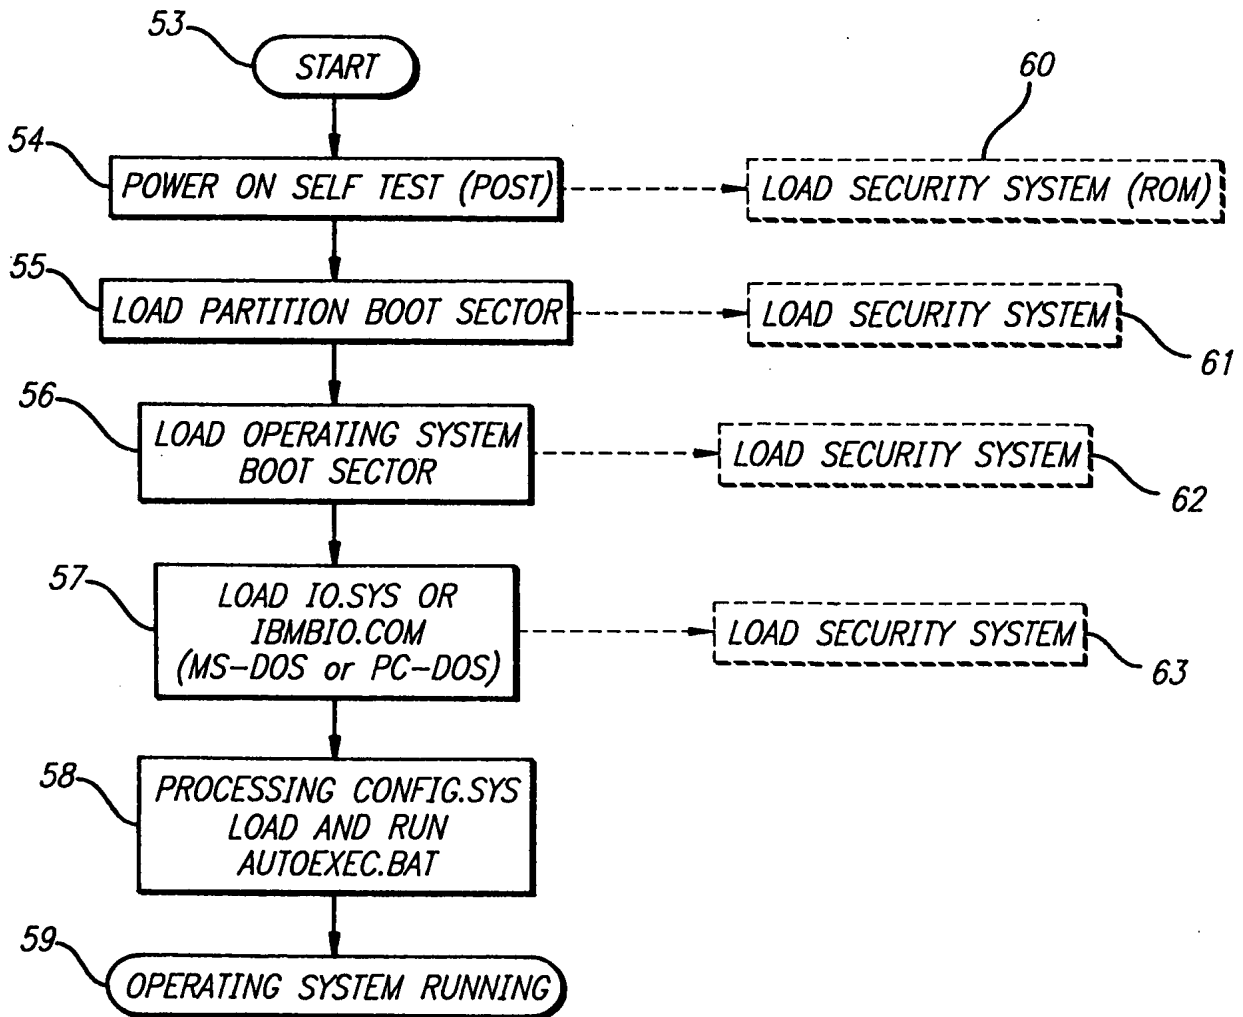 53
START
60
54
POWER ON SELF TEST (POST)
LOAD SECURITY SYSTEM (ROM)
55
LOAD PARTITION BOOT SECTOR
LOAD SECURITY SYSTEM
61
56
LOAD OPERATING SYSTEM
BOOT SECTOR
LOAD SECURITY SYSTEM
62
57
LOAD IO.SYS OR
IBMBIO.COM
(MS-DOS or PC-DOS)
LOAD SECURITY SYSTEM
63
58
PROCESSING CONFIG.SYS
LOAD AND RUN
AUTOEXEC.BAT
59
OPERATING SYSTEM RUNNING